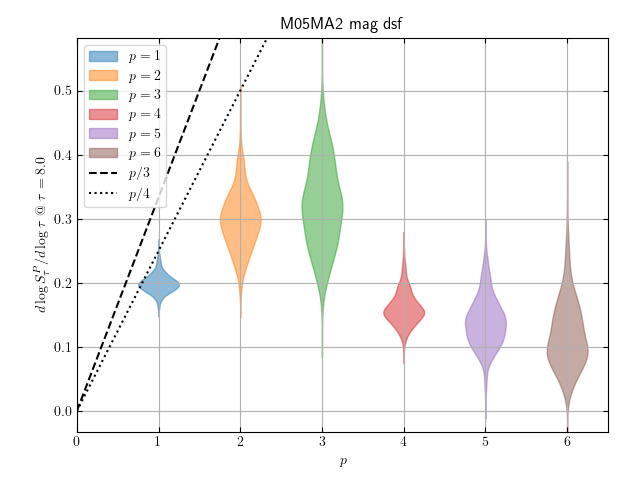 M05MA2 mag dsf
d log S_τ^P / d log τ @ τ = 8.0
p = 1
p = 2
p = 3
p = 4
p = 5
p = 6
p/3
p/4
0.5
0.4
0.3
0.2
0.1
0.0
0 1 2 3 4 5 6
p